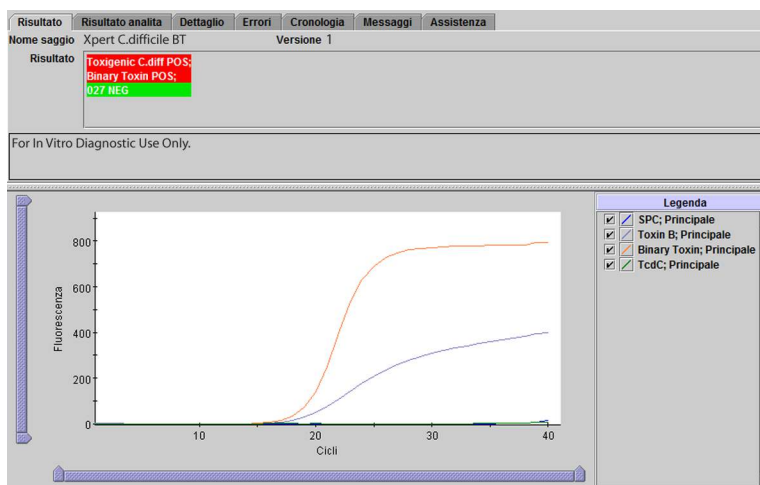 Risultato Risultato analita Dettaglio Errori Cronologia Messaggi Assistenza
Nome saggio Xpert C.difficile BT Versione 1
Risultato
Toxigenic C.diff POS;
Binary Toxin POS;
027 NEG
For In Vitro Diagnostic Use Only.
Legenda
SPC; Principale
Toxin B; Principale
Binary Toxin; Principale
TcdC; Principale
800
600
400
200
0
Fluorescenza
10 20 30 40
Cicli